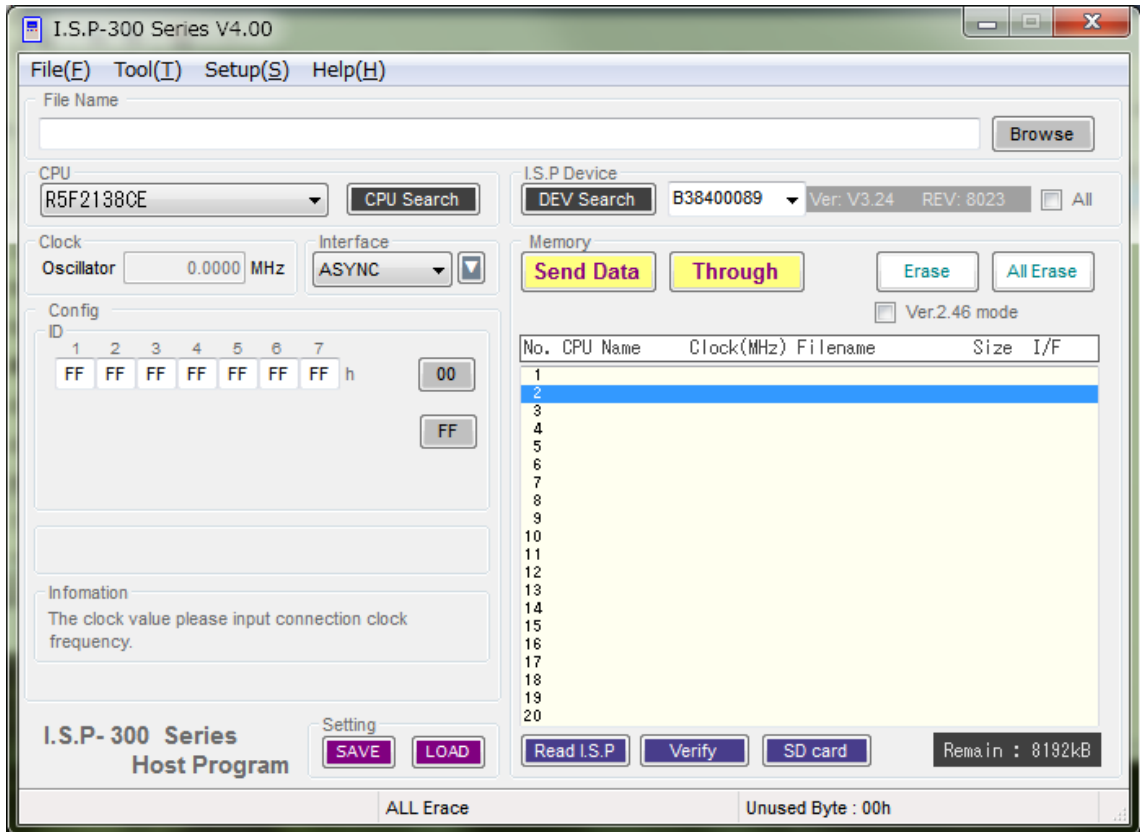 I.S.P-300 Series V4.00
File(F) Tool(T) Setup(S) Help(H)
File Name
Browse
CPU
R5F2138CE
CPU Search
I.S.P Device
DEV Search
B38400089
Ver: V3.24 REV: 8023
All
Clock
Oscillator 0.0000 MHz
Interface
ASYNC
Memory
Send Data
Through
Erase
All Erase
Ver.2.46 mode
Config
ID
1 2 3 4 5 6 7
FF FF FF FF FF FF FF h
00
FF
No. CPU Name Clock(MHz) Filename Size I/F
1
2
3
4
5
6
7
8
9
10
11
12
13
14
15
16
17
18
19
20
Infomation
The clock value please input connection clock
frequency.
I.S.P- 300 Series
Host Program
Setting
SAVE
LOAD
Read I.S.P
Verify
SD card
Remain : 8192kB
ALL Erace
Unused Byte : 00h